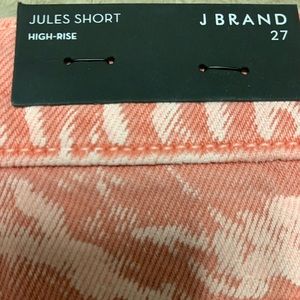 JULES SHORT
HIGH-RISE
J BRAND
27